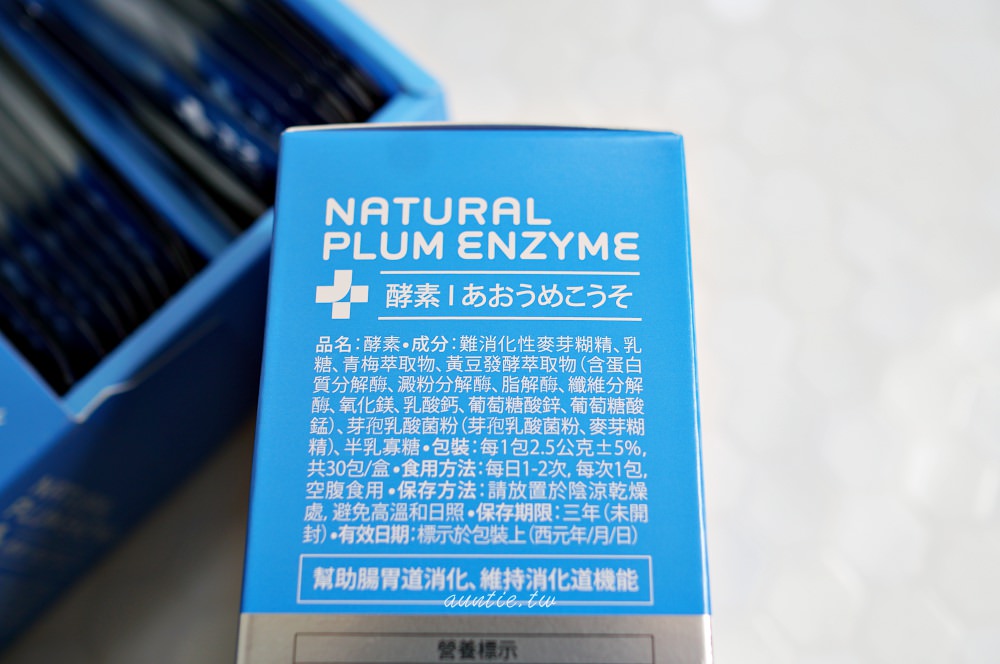 NATURAL
PLUM ENZYME
酵素|あおうめこうそ
品名:酵素•成分:難消化性麥芽糊精、乳
糖、青梅萃取物、黃豆發酵萃取物(含蛋白
質分解酶、澱粉分解酶、脂解酶、纖維分解
酶、氧化鎂、乳酸鈣、葡萄糖酸鋅、葡萄糖酸
錳)、芽孢乳酸菌粉(芽孢乳酸菌粉、麥芽糊
精)、半乳寡糖•包裝:每1包2.5公克±5%,
共30包/盒•食用方法:每日1-2次, 每次1包,
空腹食用•保存方法:請放置於陰涼乾燥
處, 避免高溫和日照•保存期限:三年(未開
封)•有效日期:標示於包裝上(西元年/月/日)
幫助腸胃道消化、維持消化道機能
auntie.tw
營養標示